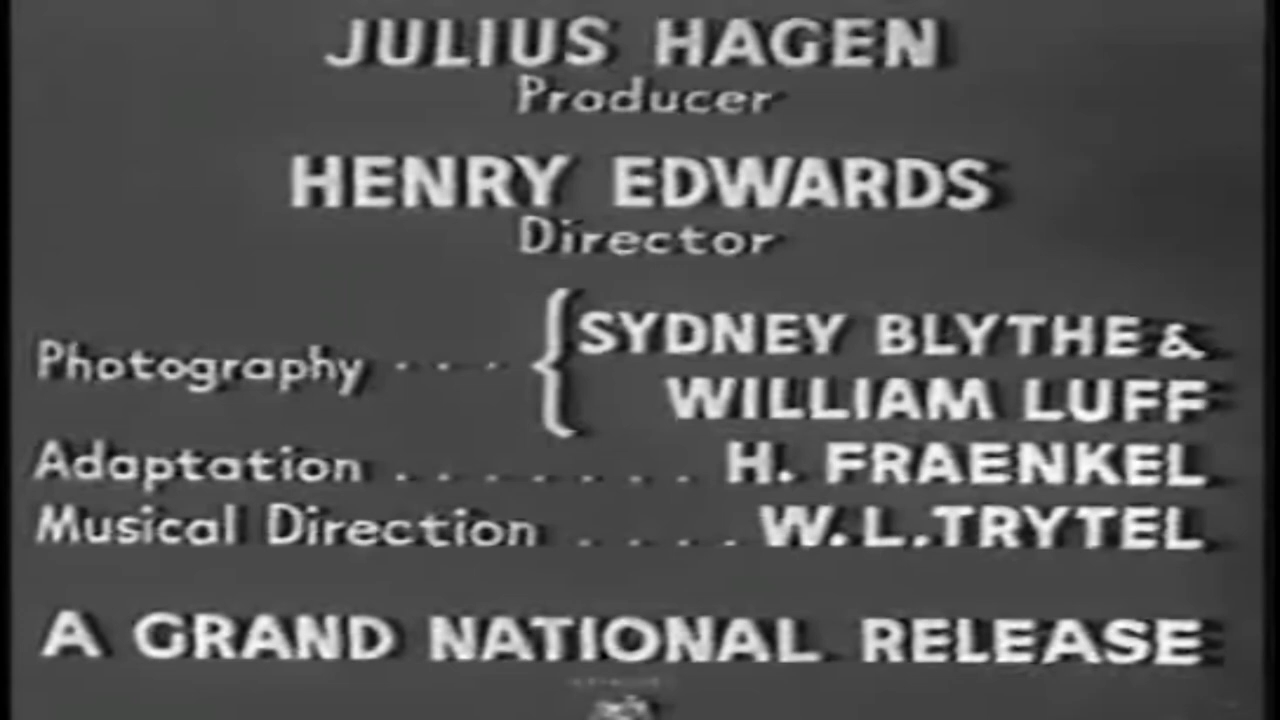 JULIUS HAGEN
Producer
HENRY EDWARDS
Director
Photography . . . { SYDNEY BLYTHE &
WILLIAM LUFF
Adaptation . . . . . . . H. FRAENKEL
Musical Direction . . . . W. L. TRYTEL
A GRAND NATIONAL RELEASE